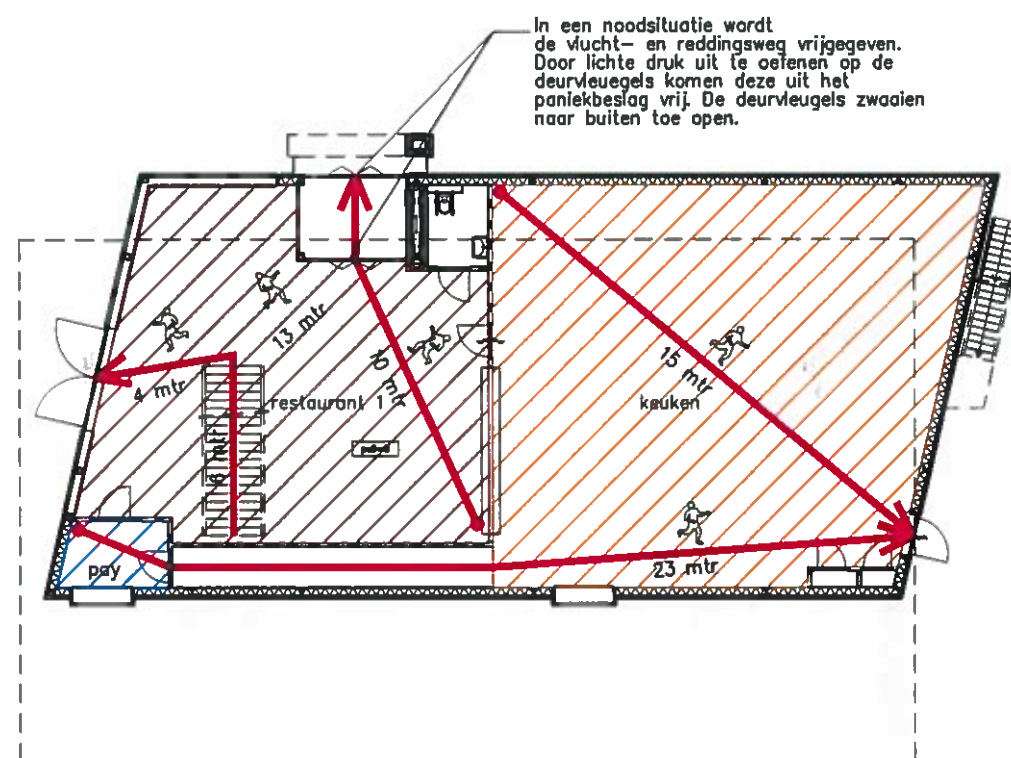 In een noodsituatie wordt
de vlucht- en reddingsweg vrijgegeven.
Door lichte druk uit te oefenen op de
deurvleuegels komen deze uit het
paniekbeslag vrij. De deurvleugels zwaaien
naar buiten toe open.
13 mtr
10 mtr
15 mtr
4 mtr
restaurant 1
keuken
6 mtr
pay
23 mtr